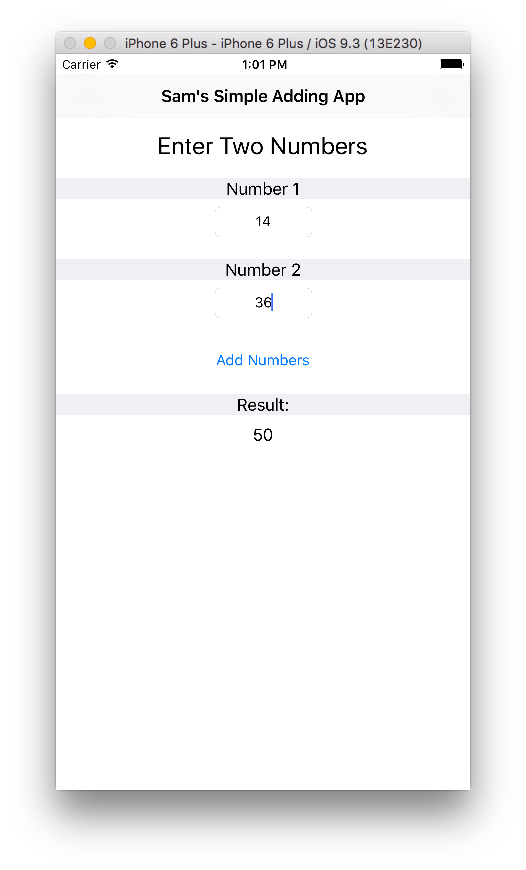 iPhone 6 Plus - iPhone 6 Plus / iOS 9.3 (13E230)
Carrier 1:01 PM
Sam's Simple Adding App
Enter Two Numbers
Number 1
14
Number 2
36
Add Numbers
Result:
50